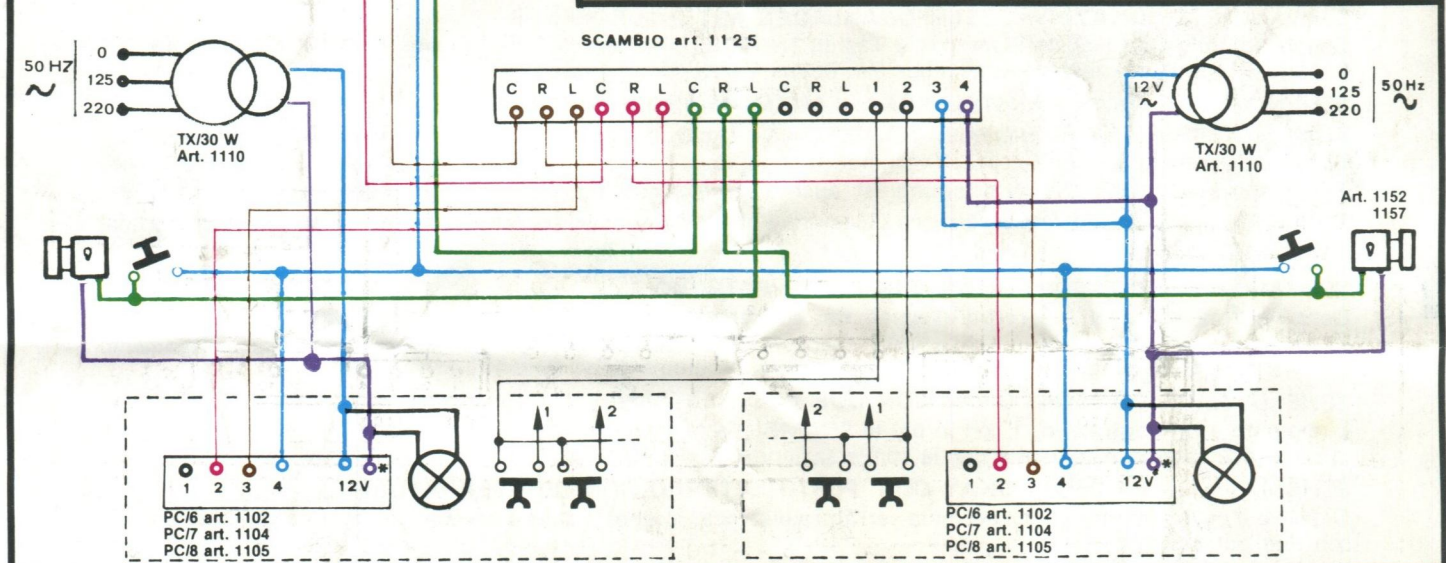 SCAMBIO art. 1125
50 HZ
0
125
220
TX/30 W
Art. 1110
C R L C R L C R L C R L 1 2 3 4
12V
0
125
220
50Hz
TX/30 W
Art. 1110
Art. 1152
1157
1 2
2 1
1 2 3 4 12V *
PC/6 art. 1102
PC/7 art. 1104
PC/8 art. 1105
1 2 3 4 12V *
PC/6 art. 1102
PC/7 art. 1104
PC/8 art. 1105